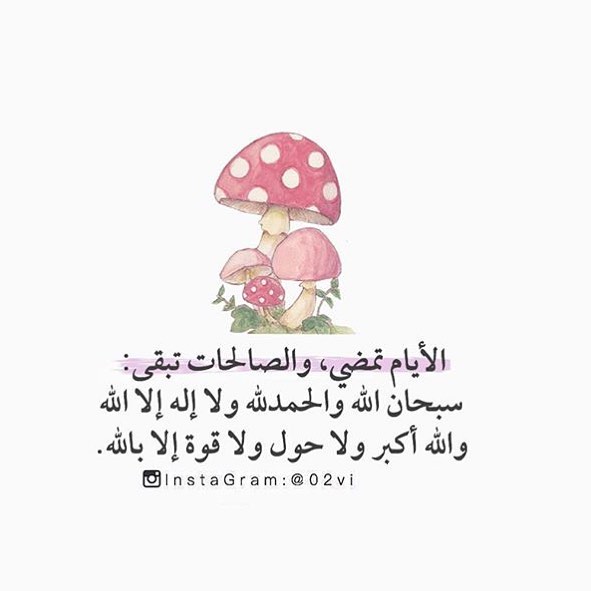 الأيام تمضي، والصالحات تبقى:
سبحان الله والحمدلله ولا إله إلا الله
والله أكبر ولا حول ولا قوة إلا بالله.
InstaGram:@02vi